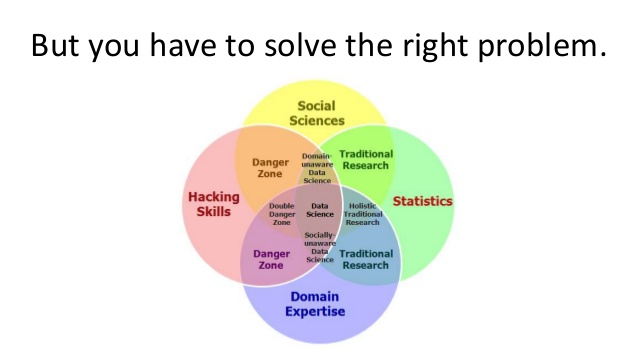 But you have to solve the right problem.
Social
Sciences
Danger
Zone
Domain-
unaware
Data
Science
Traditional
Research
Hacking
Skills
Double
Danger
Zone
Data
Science
Holistic
Traditional
Research
Statistics
Danger
Zone
Socially-
unaware
Data
Science
Traditional
Research
Domain
Expertise